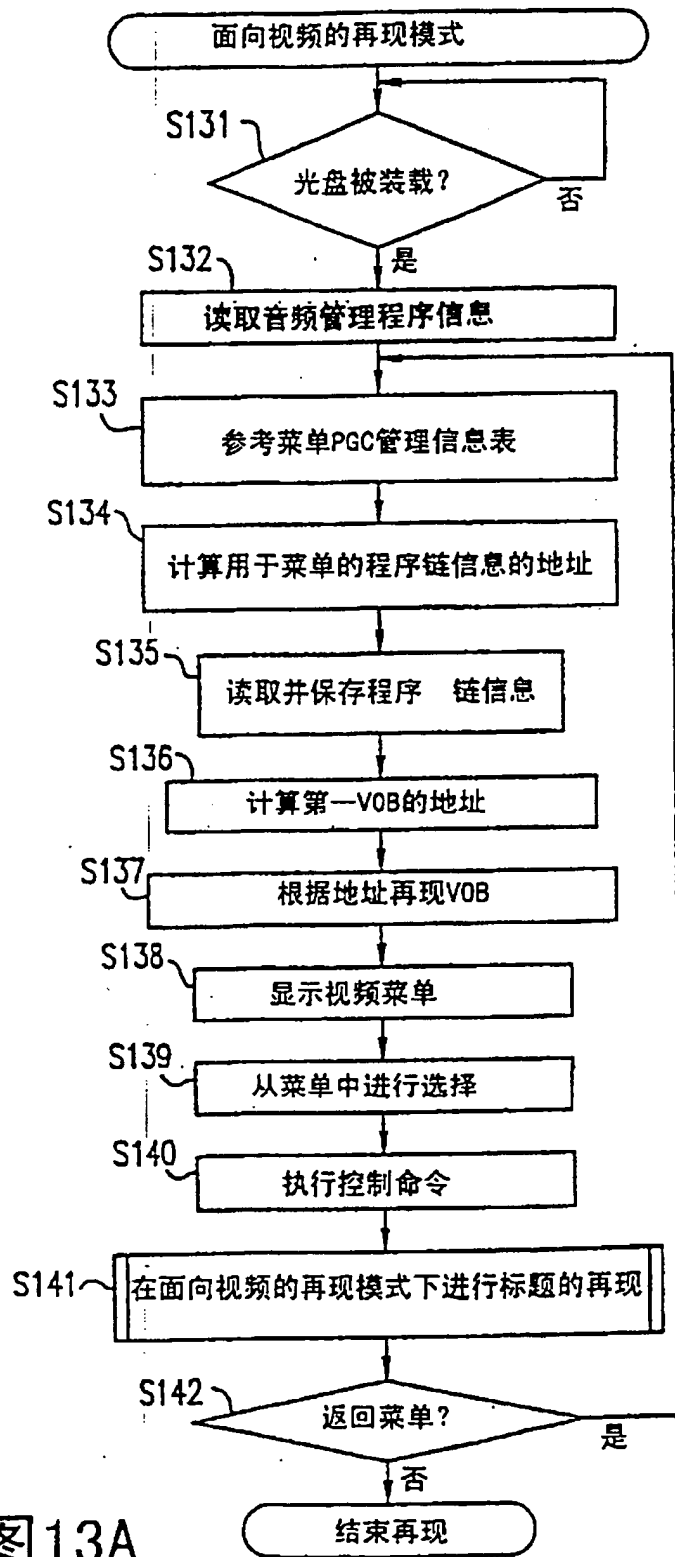 面向视频的再现模式
S131
光盘被装载?
否
是
S132
读取音频管理程序信息
S133
参考菜单PGC管理信息表
S134
计算用于菜单的程序链信息的地址
S135
读取并保存程序 链信息
S136
计算第一VOB的地址
S137
根据地址再现VOB
S138
显示视频菜单
S139
从菜单中进行选择
S140
执行控制命令
S141
在面向视频的再现模式下进行标题的再现
S142
返回菜单?
是
否
结束再现
图13A